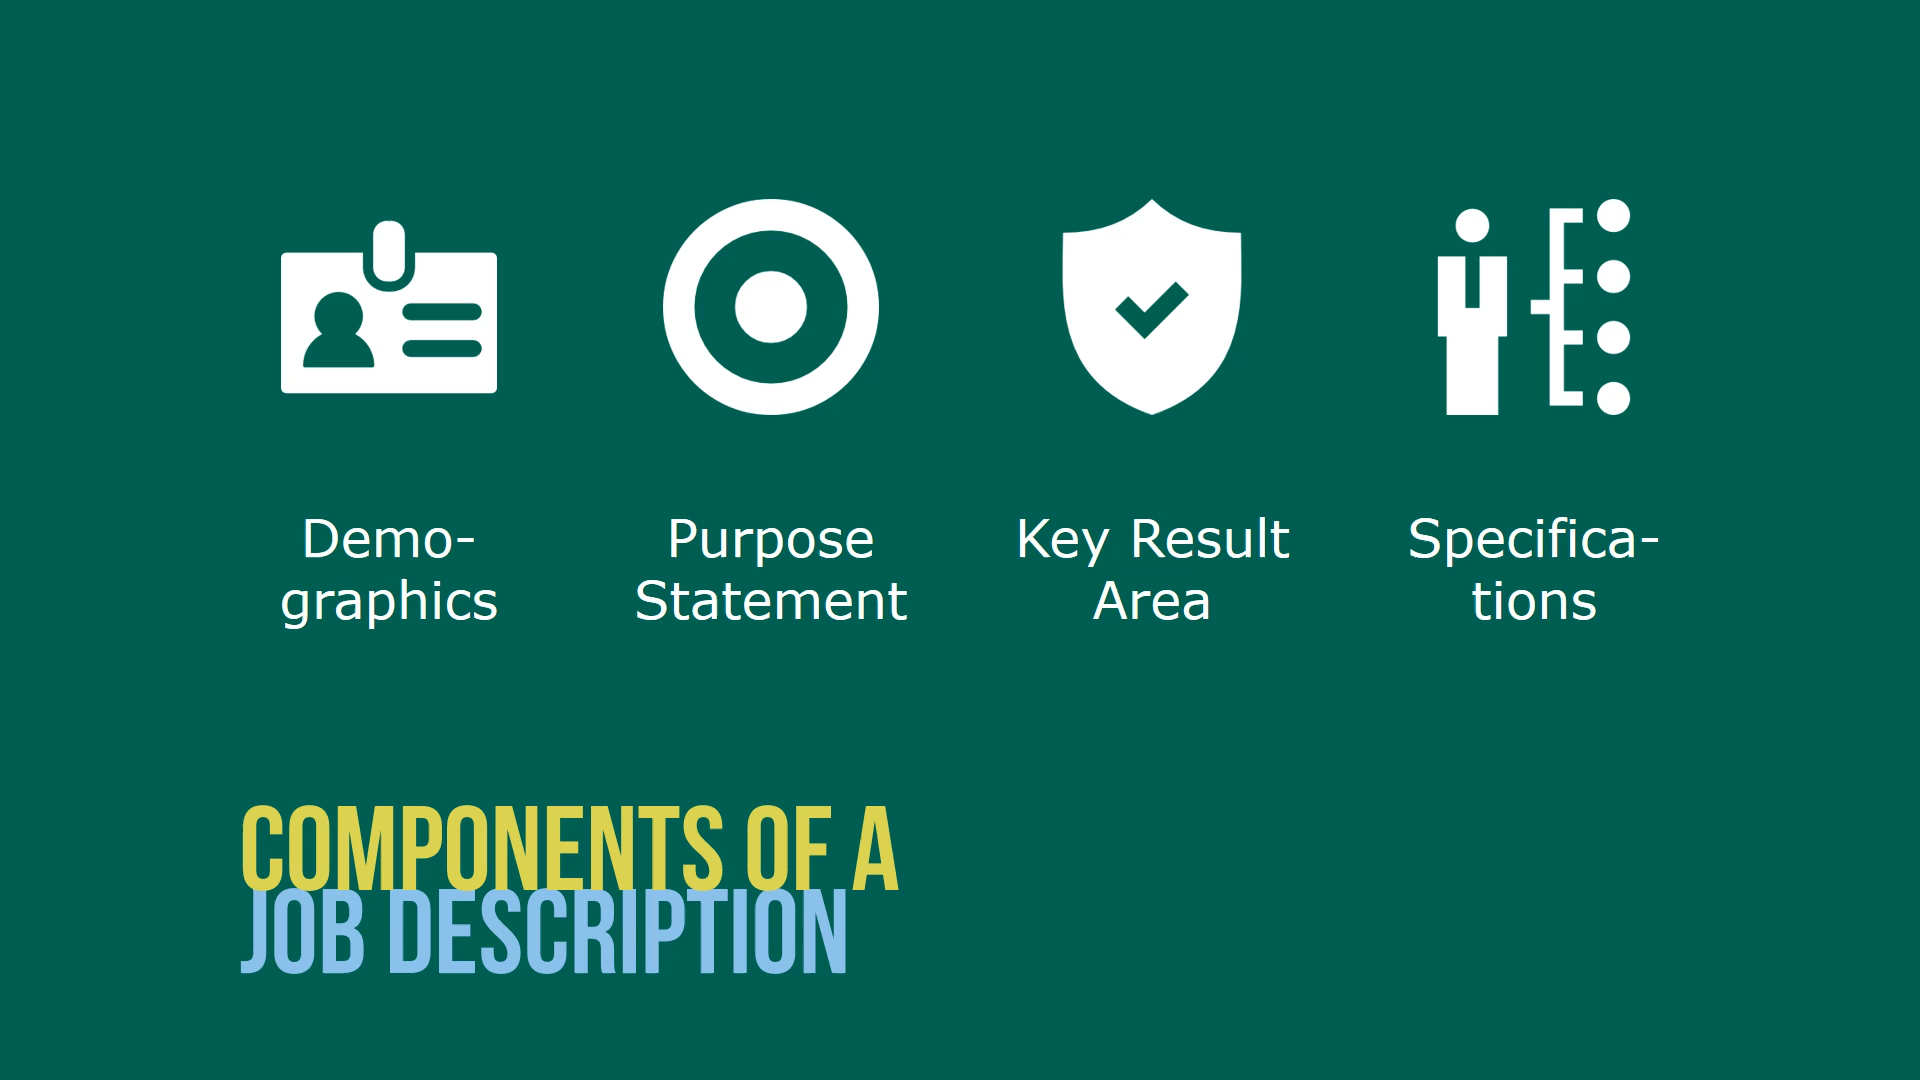 Demo-
graphics
Purpose
Statement
Key Result
Area
Specifica-
tions
COMPONENTS OF A
JOB DESCRIPTION